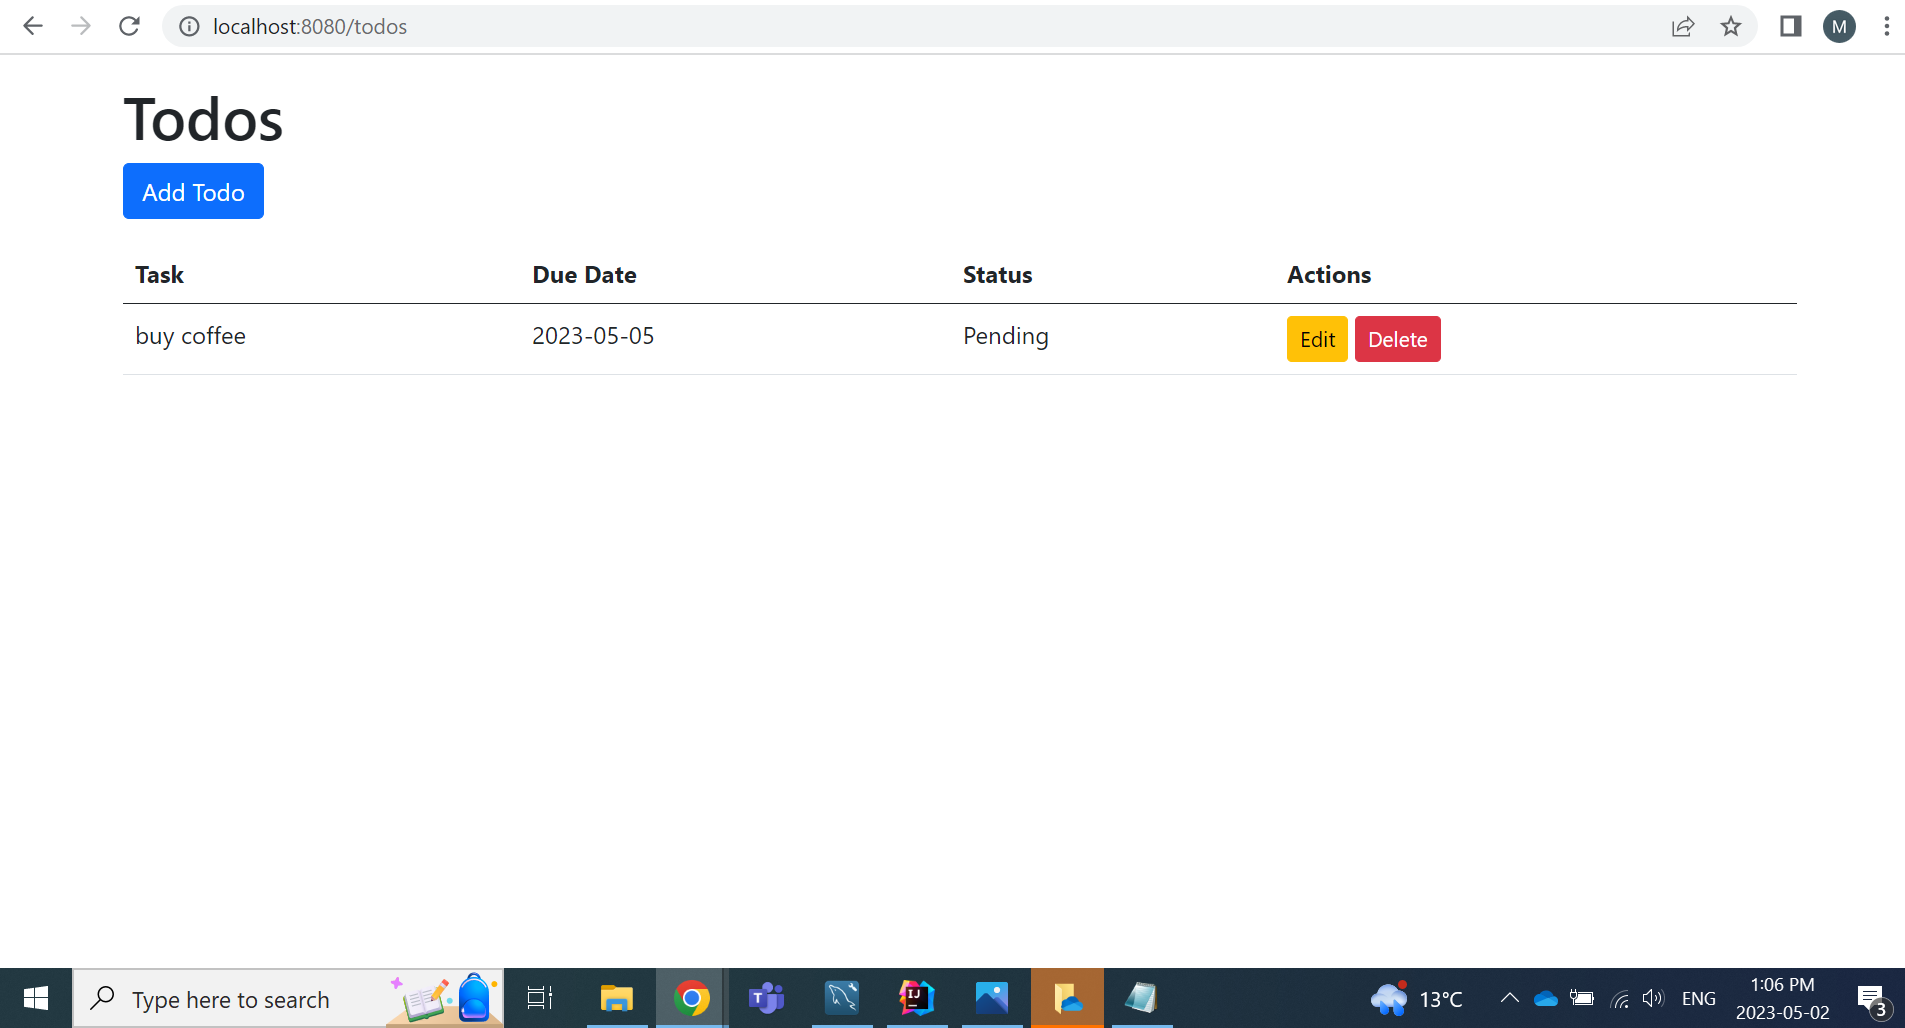 localhost:8080/todos
M
Todos
Add Todo
Task Due Date Status Actions
buy coffee 2023-05-05 Pending Edit Delete
Type here to search
T
IJ
13°C
ENG
1:06 PM
2023-05-02
3